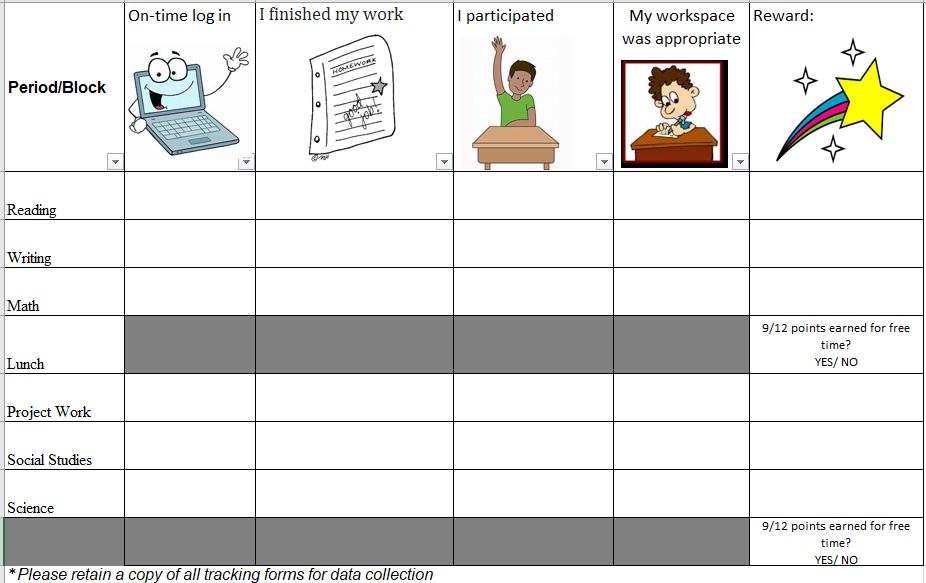 On-time log in
I finished my work
I participated
My workspace
was appropriate
Reward:
Period/Block
HOMEWORK
good
job!
Reading
Writing
Math
Lunch
9/12 points earned for free
time?
YES/ NO
Project Work
Social Studies
Science
9/12 points earned for free
time?
YES/ NO
*Please retain a copy of all tracking forms for data collection